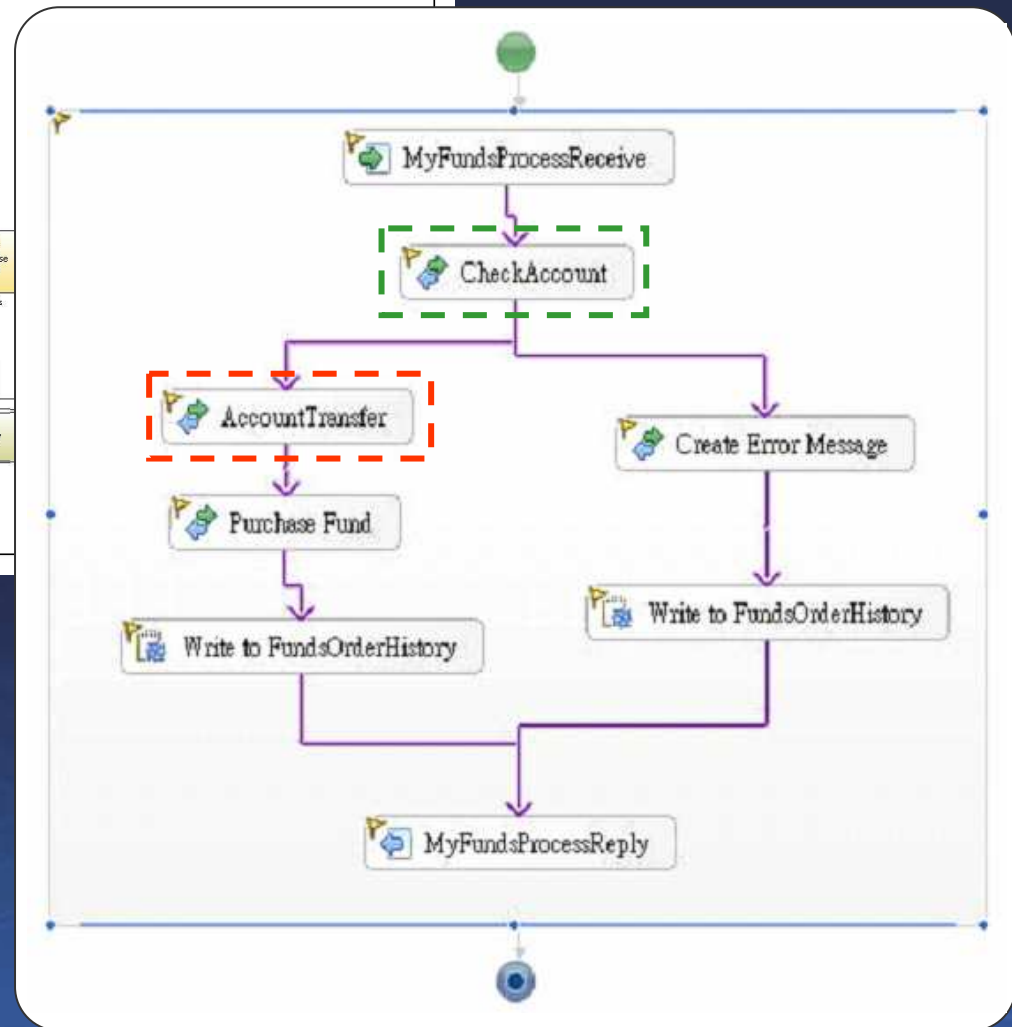 MyFundsProcessReceive
CheckAccount
AccountTransfer
Create Error Message
Purchase Fund
Write to FundsOrderHistory
Write to FundsOrderHistory
MyFundsProcessReply